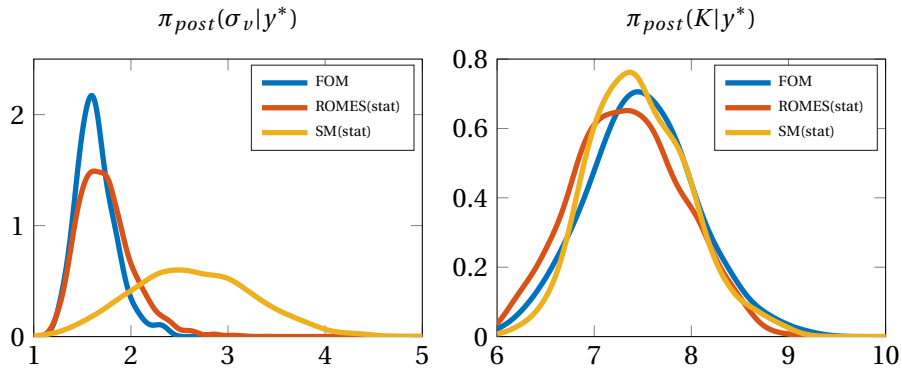 π_post(σ_v|y*)
2
1
0
1 2 3 4 5
FOM
ROMES(stat)
SM(stat)
π_post(K|y*)
0.8
0.6
0.4
0.2
0
6 7 8 9 10
FOM
ROMES(stat)
SM(stat)